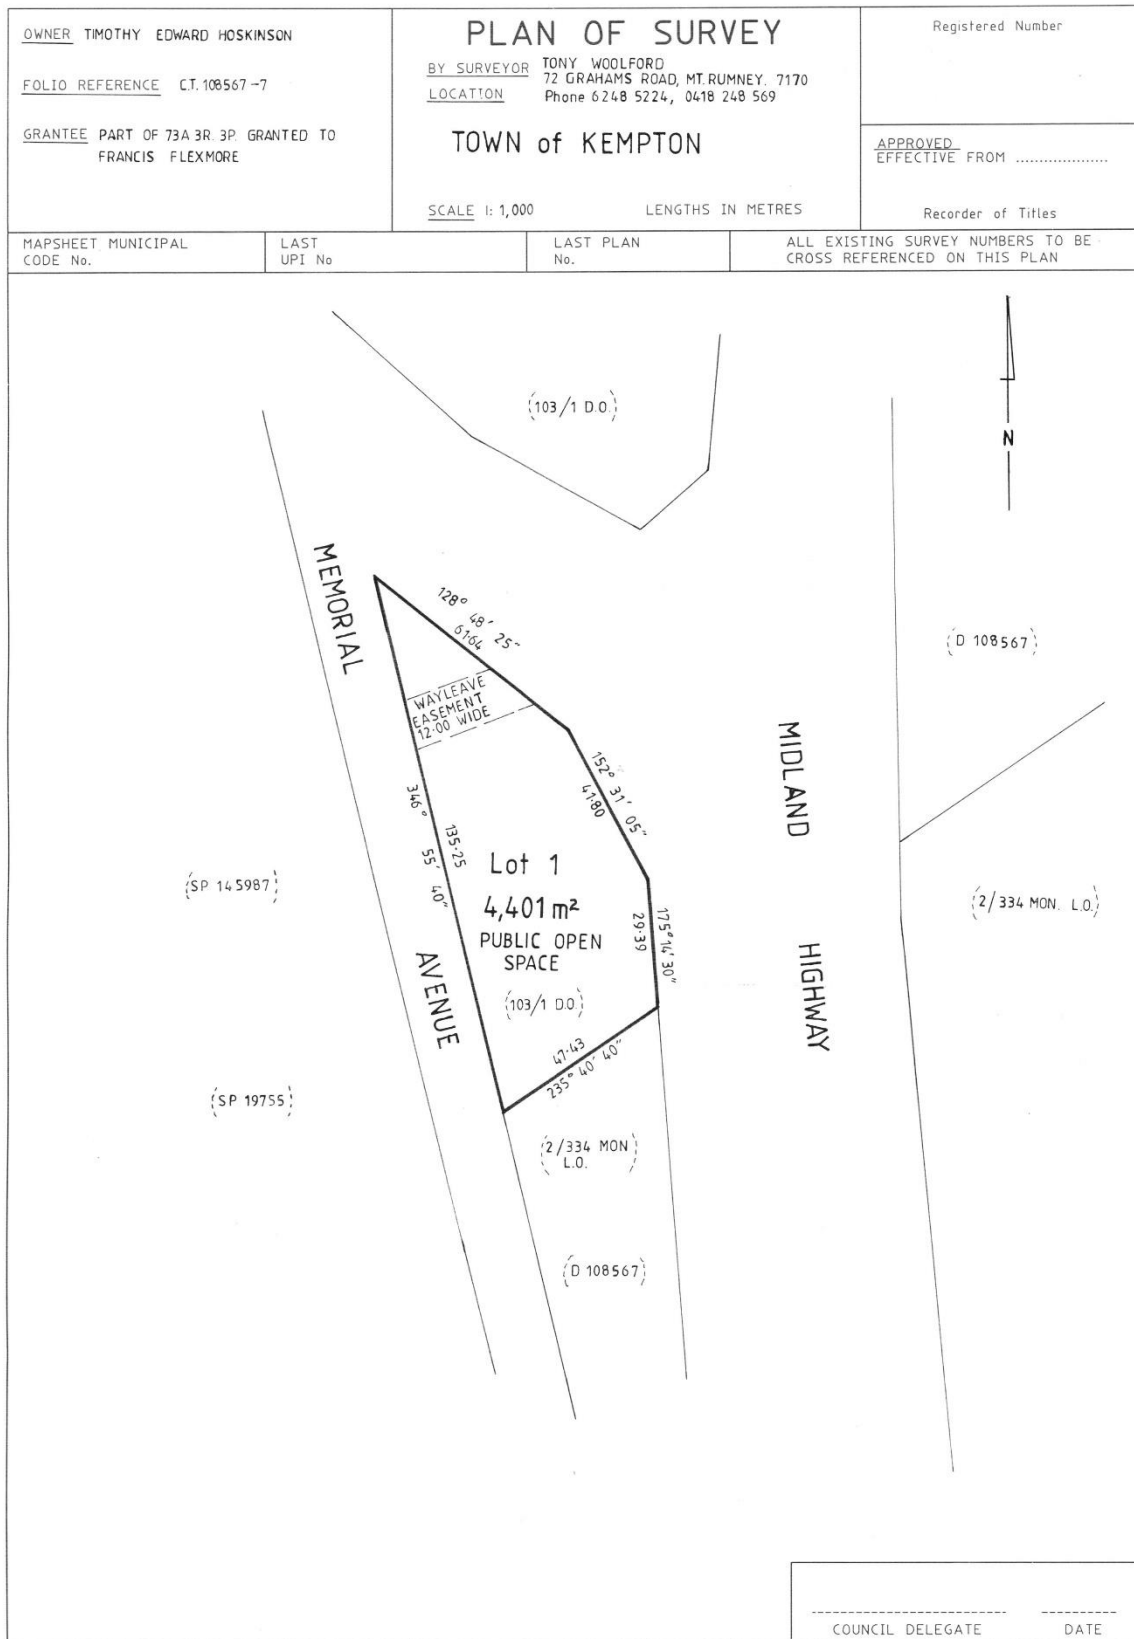 OWNER TIMOTHY EDWARD HOSKINSON
FOLIO REFERENCE C.T. 108567-7
GRANTEE PART OF 73A 3R. 3P. GRANTED TO
FRANCIS FLEXMORE
PLAN OF SURVEY
BY SURVEYOR TONY WOOLFORD
72 GRAHAMS ROAD, MT. RUMNEY. 7170
LOCATION Phone 6248 5224, 0418 248 569
TOWN of KEMPTON
SCALE 1: 1,000 LENGTHS IN METRES
Registered Number
APPROVED
EFFECTIVE FROM ....................
Recorder of Titles
MAPSHEET MUNICIPAL
CODE No.
LAST
UPI No
LAST PLAN
No.
ALL EXISTING SURVEY NUMBERS TO BE
CROSS REFERENCED ON THIS PLAN
(103/1 D.O.)
N
MEMORIAL
128° 48' 25"
61·64
(D 108567)
WAYLEAVE
EASEMENT
12·00 WIDE
MIDLAND
152° 31' 05"
41·80
346° 55' 40"
135·25
Lot 1
4,401 m²
PUBLIC OPEN
SPACE
(103/1 D.O.)
(SP 145987)
(2/334 MON. L.O.)
175° 14' 30"
29·39
HIGHWAY
AVENUE
47·43
235° 40' 40"
(SP 19755)
(2/334 MON
L.O.)
(D 108567)
COUNCIL DELEGATE DATE